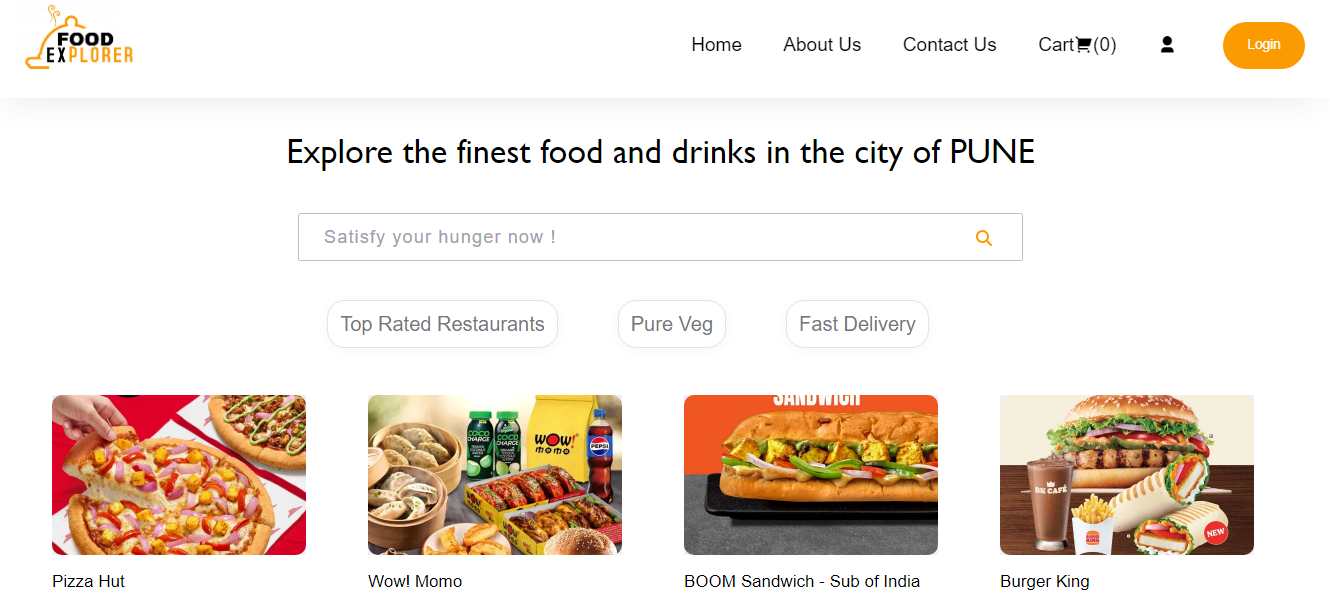 FOOD
EXPLORER
Home
About Us
Contact Us
Cart(0)
Login
Explore the finest food and drinks in the city of PUNE
Satisfy your hunger now !
Top Rated Restaurants
Pure Veg
Fast Delivery
COCO
CHARGE
COCO
CHARGE
WOW!
momo
PEPSI
SANDWICH
BK CAFÉ
BURGER
KING
NEW
Pizza Hut
Wow! Momo
BOOM Sandwich - Sub of India
Burger King